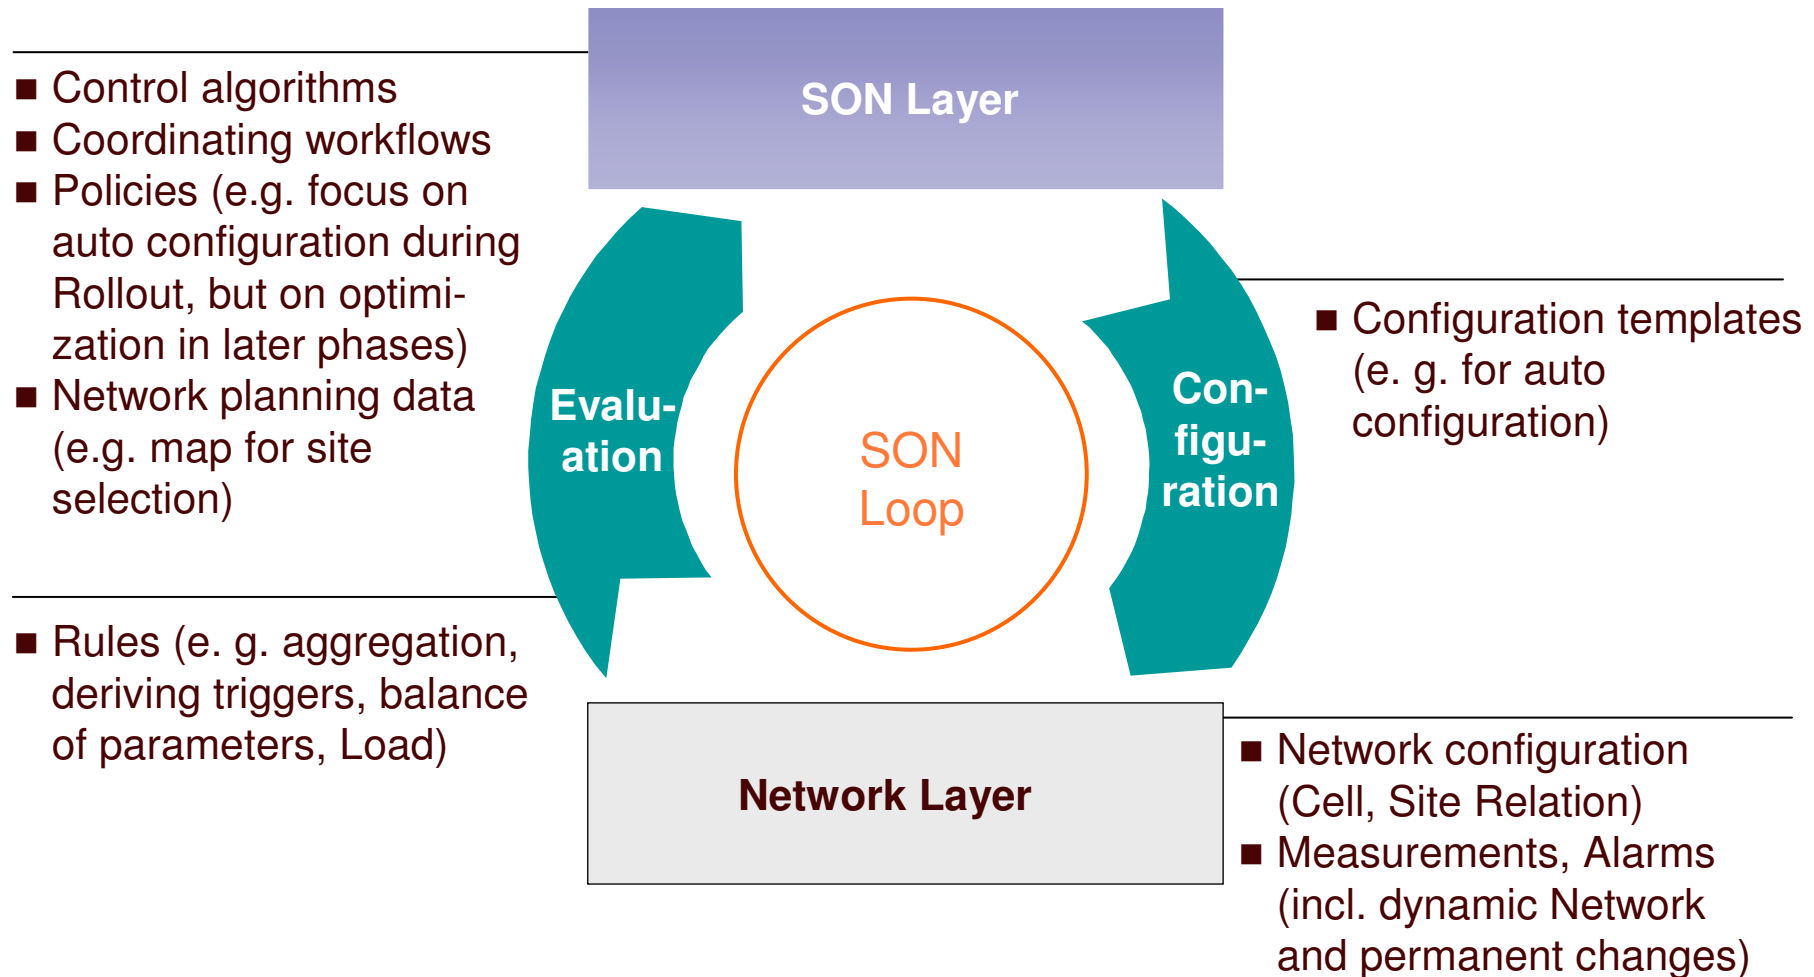 SON Layer
■ Control algorithms
■ Coordinating workflows
■ Policies (e.g. focus on
auto configuration during
Rollout, but on optimi-
zation in later phases)
■ Network planning data
(e.g. map for site
selection)
Evalu-
ation
SON
Loop
Con-
figu-
ration
■ Configuration templates
(e. g. for auto
configuration)
■ Rules (e. g. aggregation,
deriving triggers, balance
of parameters, Load)
Network Layer
■ Network configuration
(Cell, Site Relation)
■ Measurements, Alarms
(incl. dynamic Network
and permanent changes)